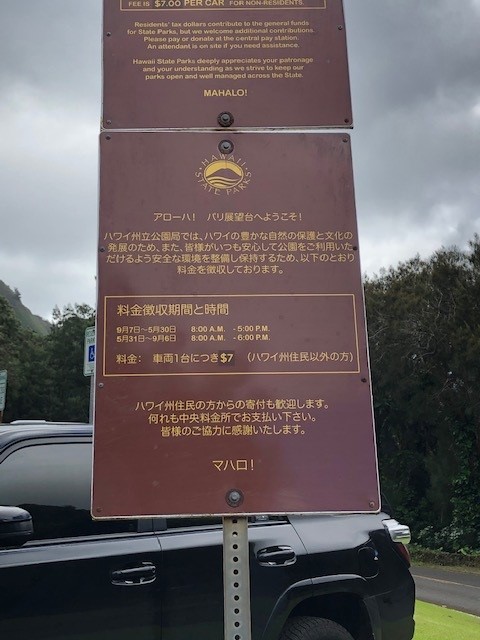 FEE IS $7.00 PER CAR FOR NON-RESIDENTS.
Residents' tax dollars contribute to the general funds
for State Parks, but we welcome additional contributions.
Please pay or donate at the central pay station.
An attendant is on site if you need assistance.
Hawaii State Parks deeply appreciates your patronage
and your understanding as we strive to keep our
parks open and well managed across the State.
MAHALO!
HAWAII
STATE PARKS
アローハ! パリ展望台へようこそ!
ハワイ州立公園局では、ハワイの豊かな自然の保護と文化の
発展のため、また、皆様がいつも安心して公園をご利用いた
だけるよう安全な環境を整備し保持するため、以下のとおり
料金を徴収しております。
料金徴収期間と時間
9月7日〜5月30日 8:00 A.M. - 5:00 P.M.
5月31日〜9月6日 8:00 A.M. - 6:00 P.M.
料金: 車両1台につき$7 (ハワイ州住民以外の方)
ハワイ州住民の方からの寄付も歓迎します。
何れも中央料金所でお支払い下さい。
皆様のご協力に感謝いたします。
マハロ!